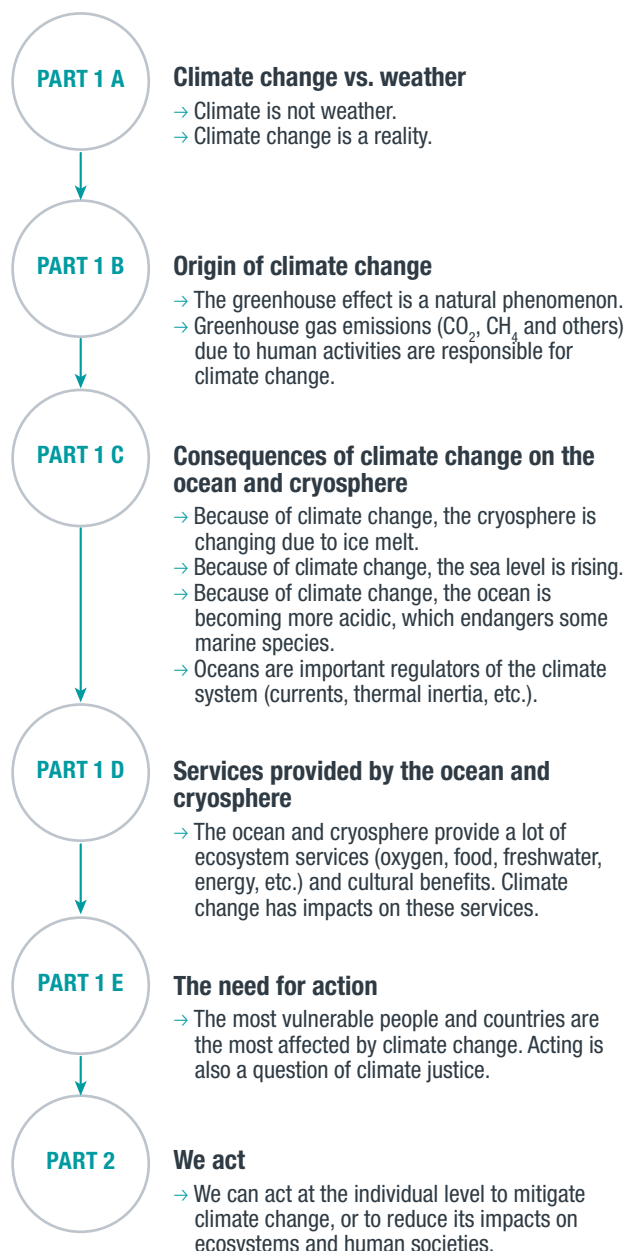 PART 1 A
Climate change vs. weather
→ Climate is not weather.
→ Climate change is a reality.
PART 1 B
Origin of climate change
→ The greenhouse effect is a natural phenomenon.
→ Greenhouse gas emissions (CO₂, CH₄ and others)
due to human activities are responsible for
climate change.
PART 1 C
Consequences of climate change on the
ocean and cryosphere
→ Because of climate change, the cryosphere is
changing due to ice melt.
→ Because of climate change, the sea level is rising.
→ Because of climate change, the ocean is
becoming more acidic, which endangers some
marine species.
→ Oceans are important regulators of the climate
system (currents, thermal inertia, etc.).
PART 1 D
Services provided by the ocean and
cryosphere
→ The ocean and cryosphere provide a lot of
ecosystem services (oxygen, food, freshwater,
energy, etc.) and cultural benefits. Climate
change has impacts on these services.
PART 1 E
The need for action
→ The most vulnerable people and countries are
the most affected by climate change. Acting is
also a question of climate justice.
PART 2
We act
→ We can act at the individual level to mitigate
climate change, or to reduce its impacts on
ecosystems and human societies.